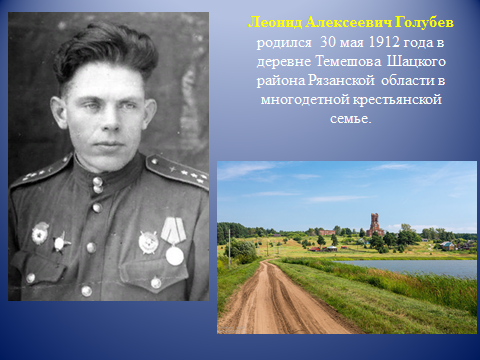 Леонид Алексеевич Голубев
родился 30 мая 1912 года в
деревне Темешова Шацкого
района Рязанской области в
многодетной крестьянской
семье.